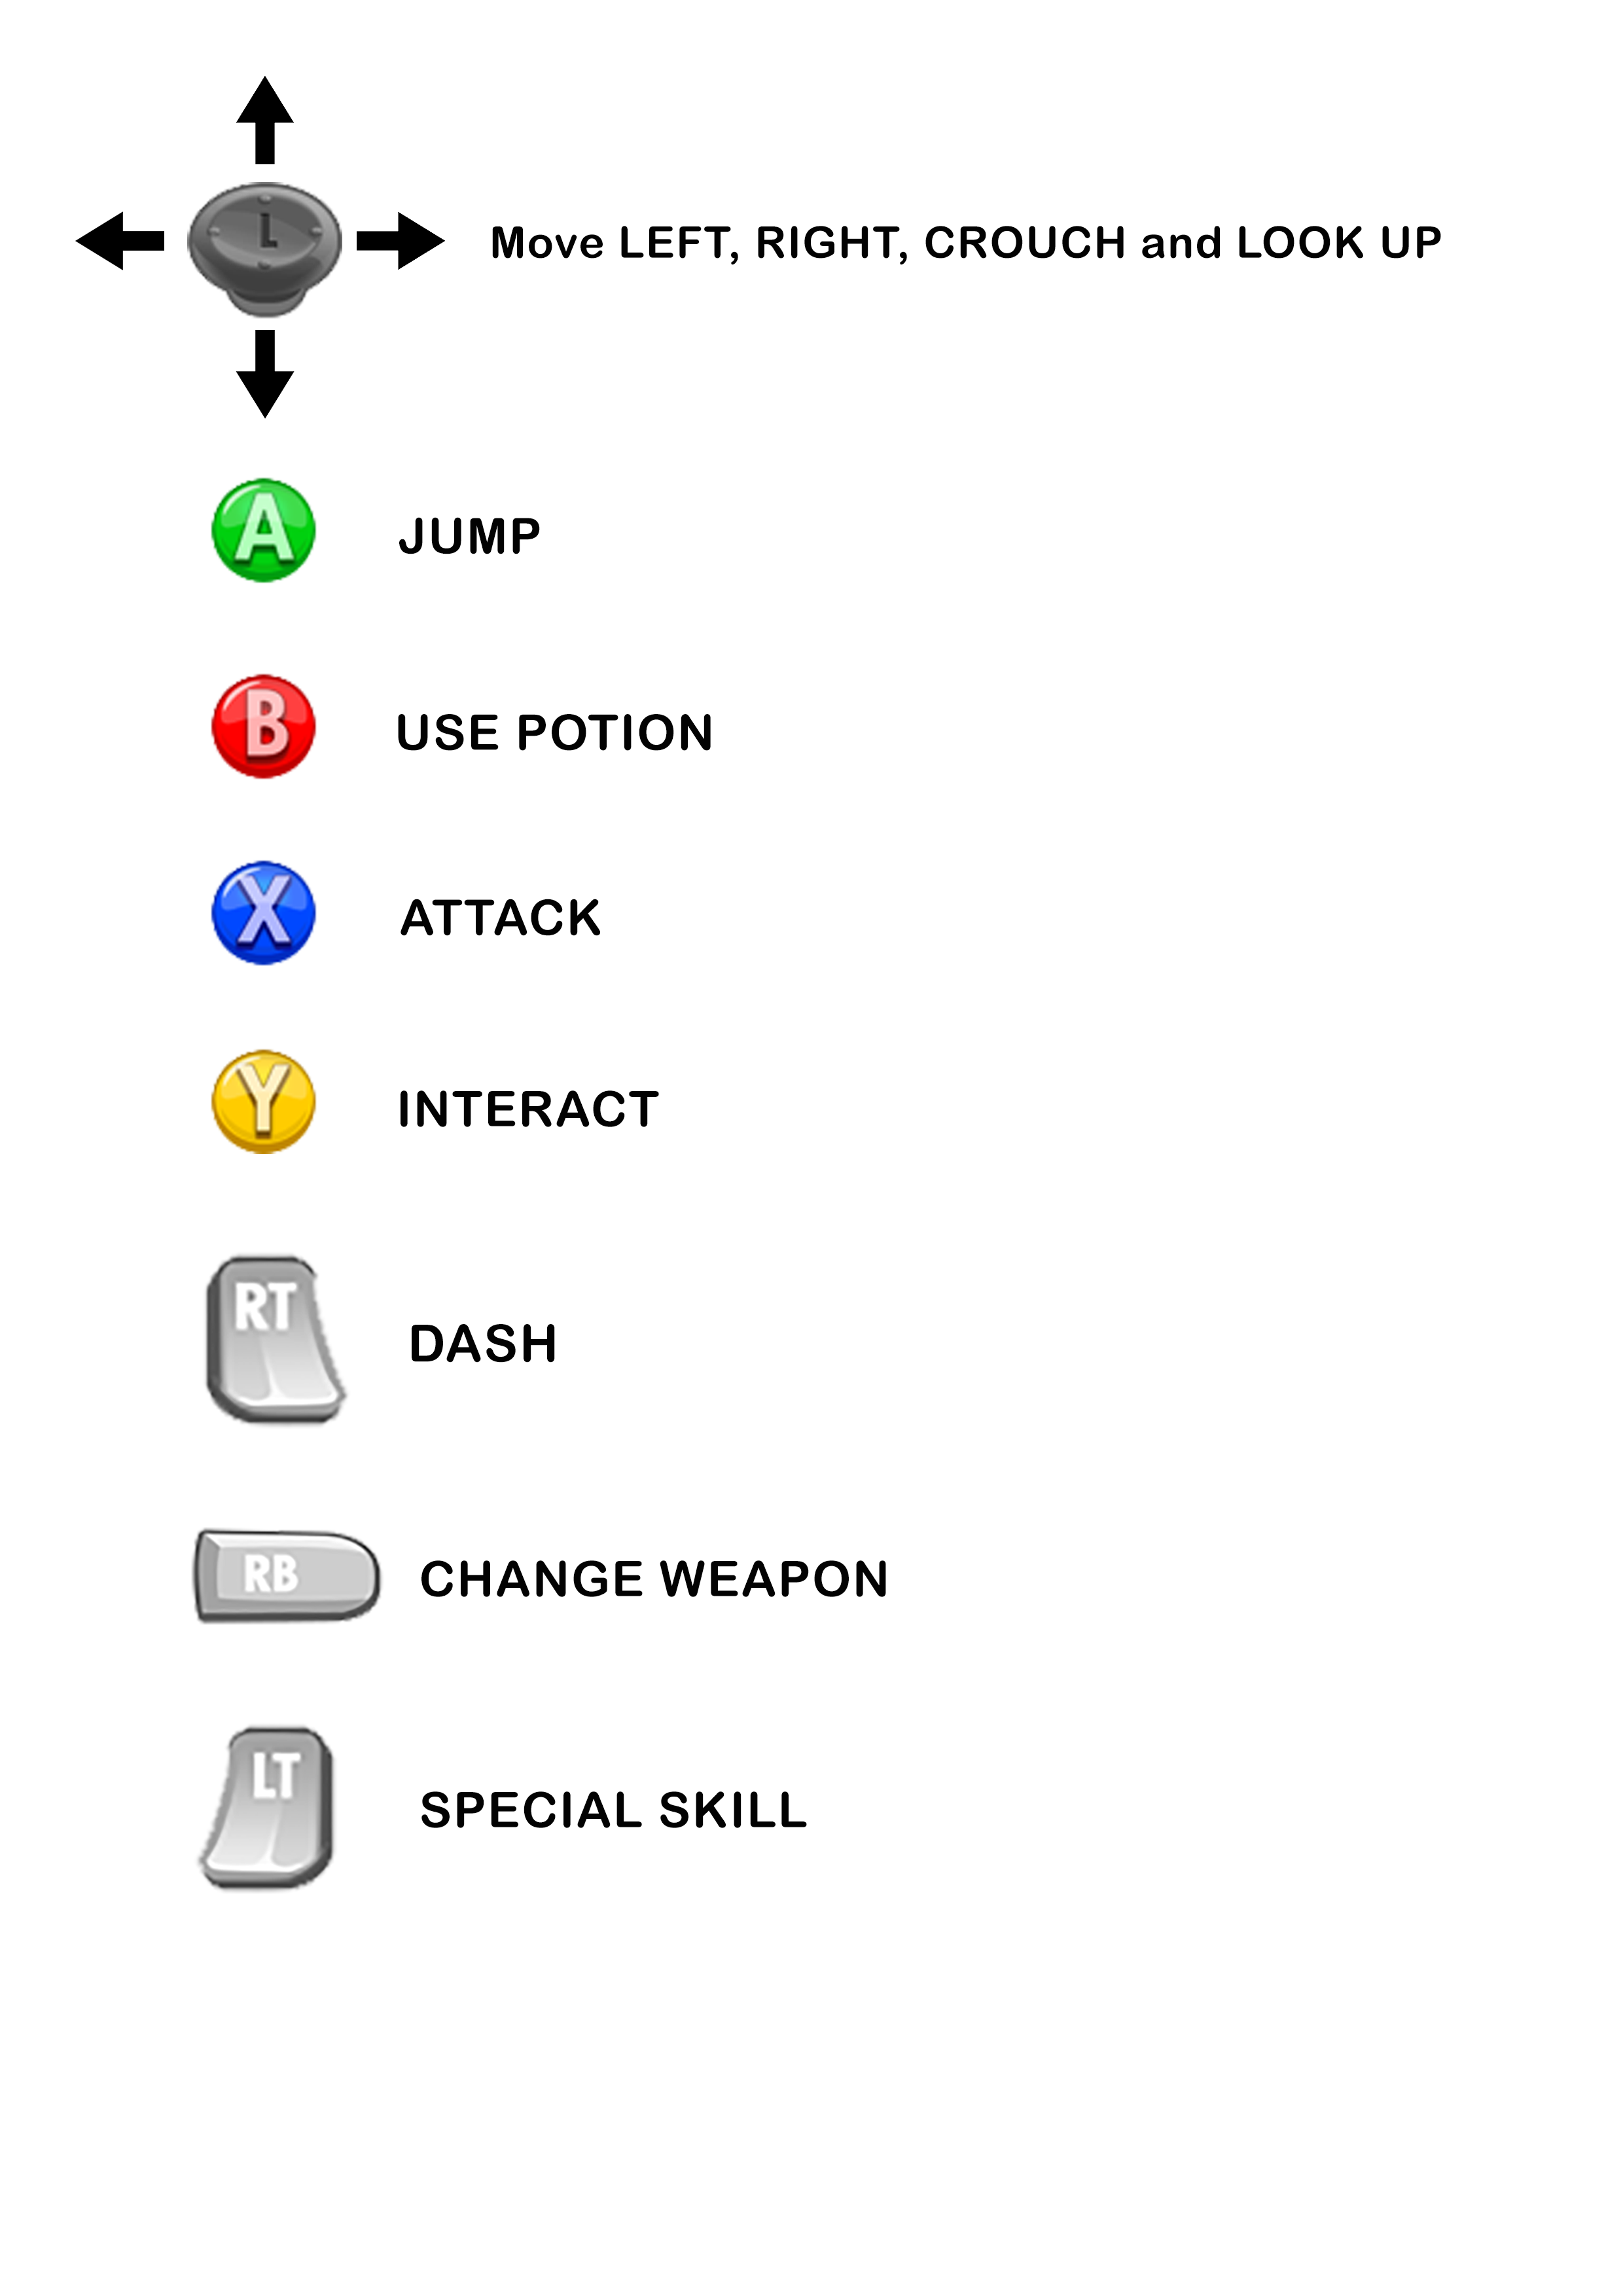 L
Move LEFT, RIGHT, CROUCH and LOOK UP
A JUMP
B USE POTION
X ATTACK
Y INTERACT
RT DASH
RB CHANGE WEAPON
LT SPECIAL SKILL